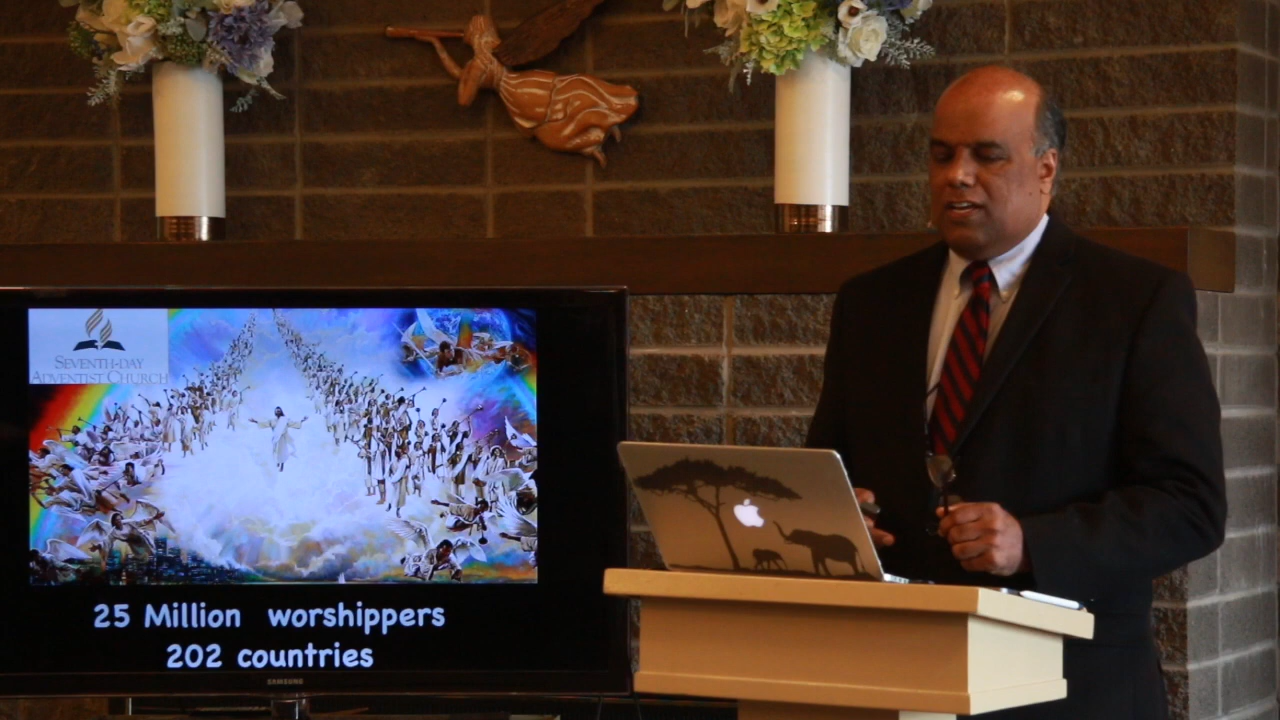 SEVENTH-DAY
ADVENTIST CHURCH
25 Million worshippers
202 countries
SAMSUNG